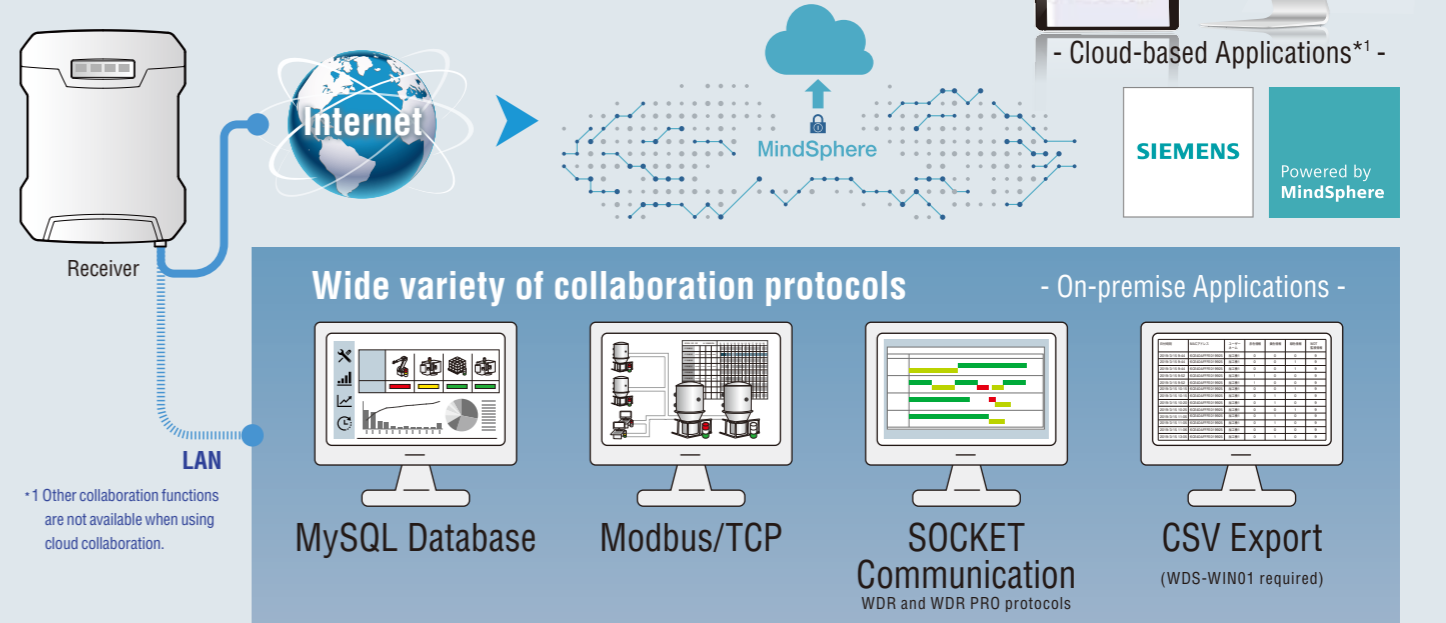 - Cloud-based Applications*1 -
Internet
MindSphere
SIEMENS
Powered by
MindSphere
Receiver
LAN
*1 Other collaboration functions
are not available when using
cloud collaboration.
Wide variety of collaboration protocols
- On-premise Applications -
MySQL Database
Modbus/TCP
SOCKET
Communication
WDR and WDR PRO protocols
CSV Export
(WDS-WIN01 required)